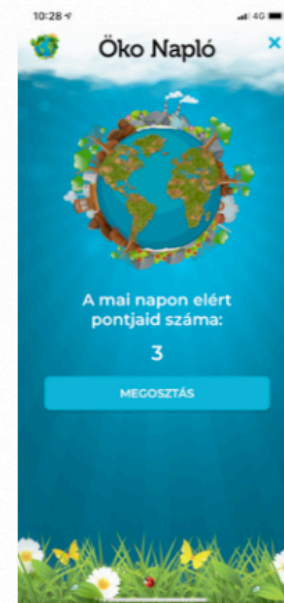 10:28
4G
Öko Napló
×
A mai napon elért
pontjaid száma:
3
MEGOSZTÁS